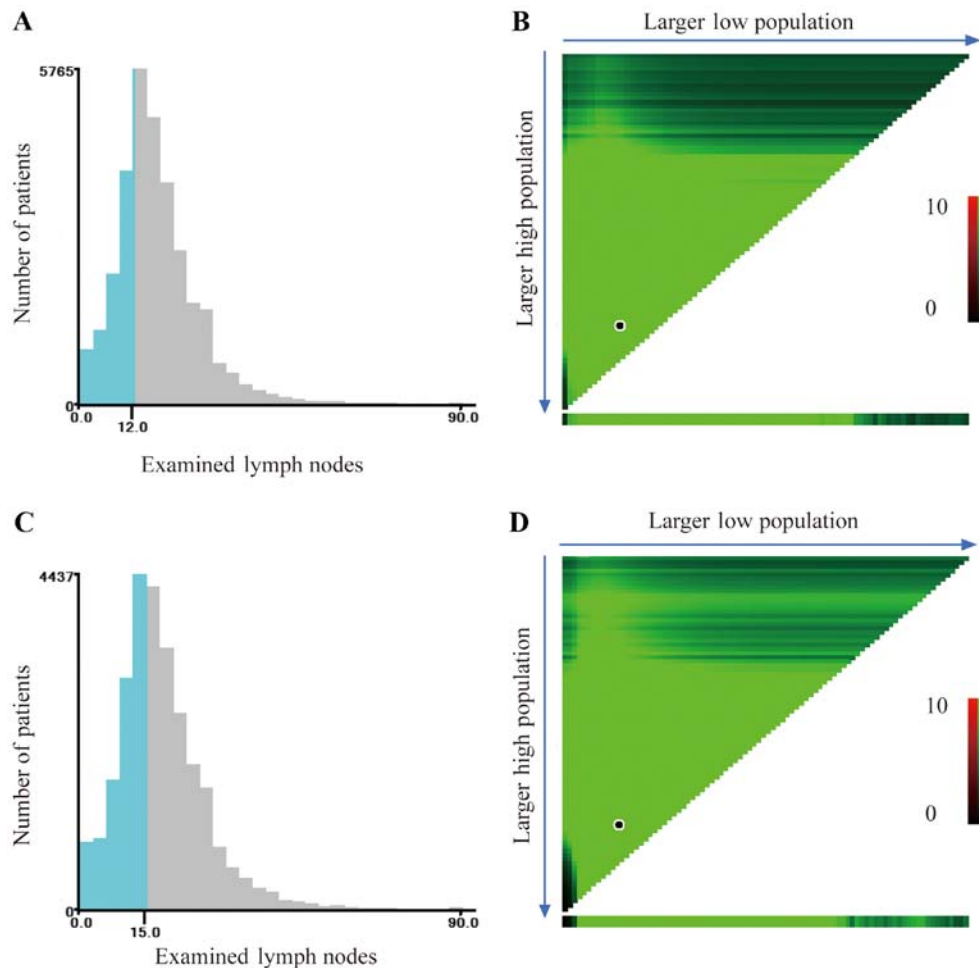 A
5765
Number of patients
0
0.0
12.0
90.0
Examined lymph nodes
B
Larger low population
Larger high population
10
0
C
4437
Number of patients
0
0.0
15.0
90.0
Examined lymph nodes
D
Larger low population
Larger high population
10
0